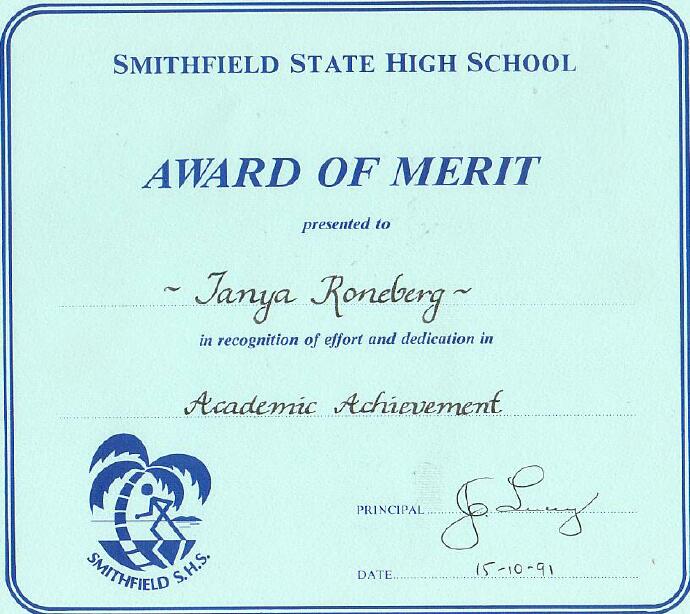 SMITHFIELD STATE HIGH SCHOOL
AWARD OF MERIT
presented to
~ Tanya Roneberg ~
in recognition of effort and dedication in
Academic Achievement
PRINCIPAL
DATE 15-10-91
SMITHFIELD S.H.S.